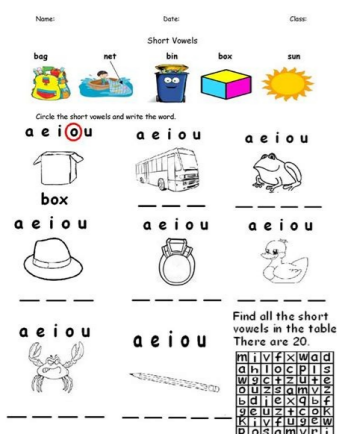 Name: Date: Class:
Short Vowels
bag net bin box sun
Circle the short vowels and write the word.
a e i o u
a e i o u
a e i o u
box
a e i o u
a e i o u
a e i o u
a e i o u
a e i o u
Find all the short
vowels in the table
There are 20.
m i v f x w a d
a h l o c p l s
w g c t z u t e
o u z s a m v z
b d i e x q b f
g e u z t c o k
k i v f u g e w